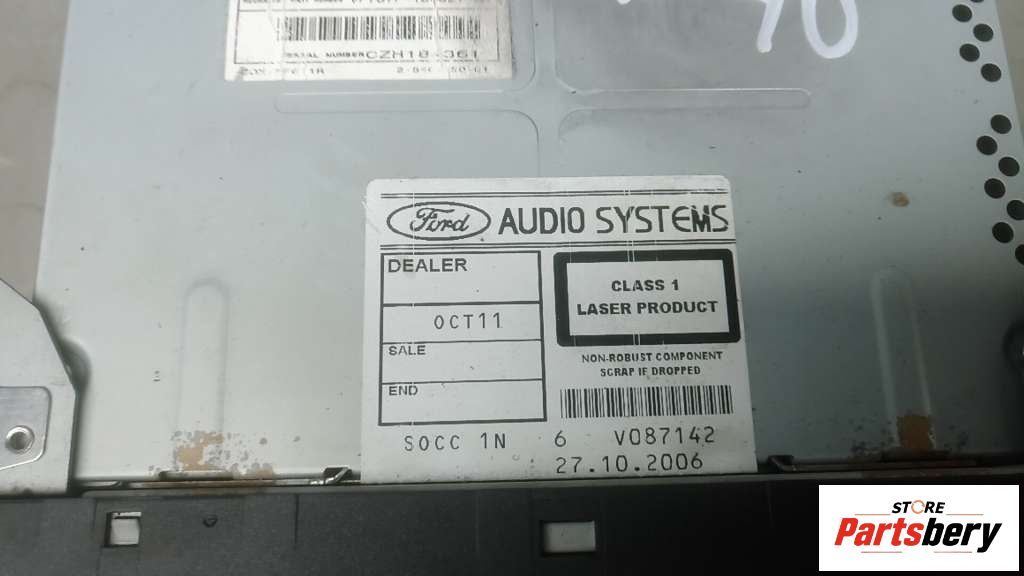 SERIAL NUMBER CZH18
Ford AUDIO SYSTEMS
DEALER
OCT11
SALE
END
CLASS 1
LASER PRODUCT
NON-ROBUST COMPONENT
SCRAP IF DROPPED
SOCC 1N 6 V087142
27.10.2006
STORE
Partsbery